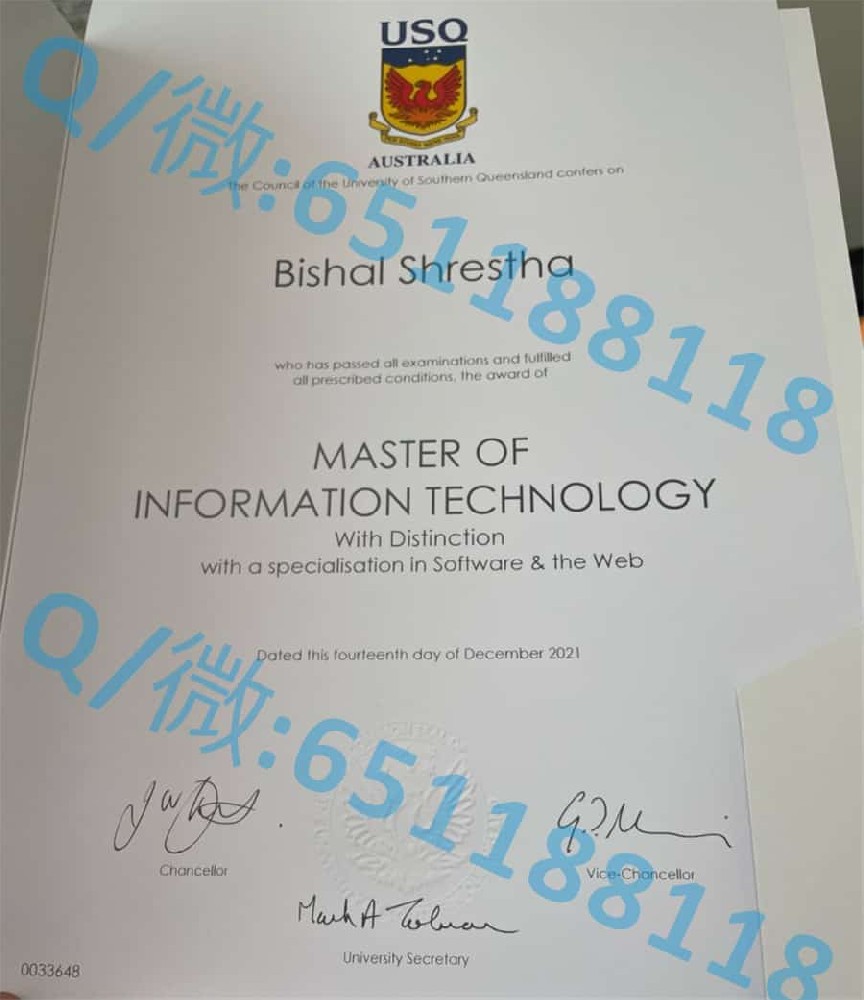 USQ
AUSTRALIA
The Council of the University of Southern Queensland confers on
Bishal Shrestha
who has passed all examinations and fulfilled
all prescribed conditions, the award of
MASTER OF
INFORMATION TECHNOLOGY
With Distinction
with a specialisation in Software & the Web
Dated this fourteenth day of December 2021
Chancellor
Vice-Chancellor
University Secretary
0033648
Q/微:651188118
Q/微:651188118